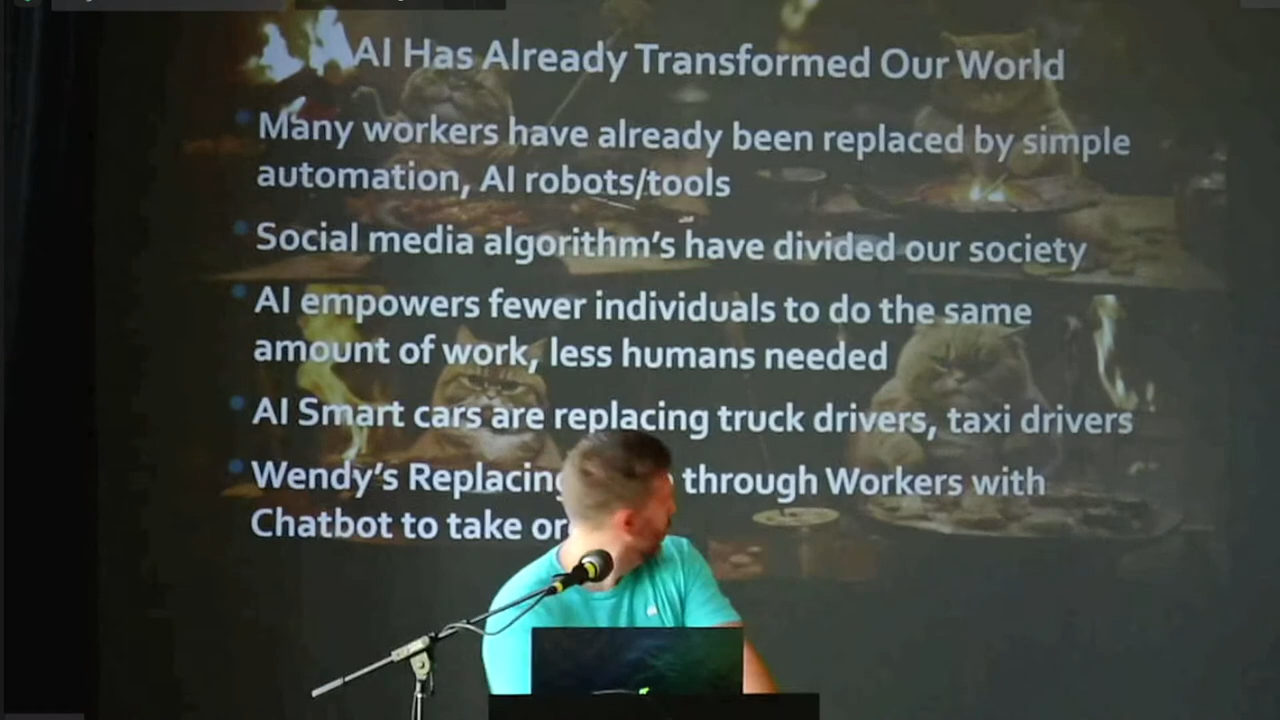 AI Has Already Transformed Our World
Many workers have already been replaced by simple
automation, AI robots/tools
Social media algorithm's have divided our society
AI empowers fewer individuals to do the same
amount of work, less humans needed
AI Smart cars are replacing truck drivers, taxi drivers
Wendy's Replacing through Workers with
Chatbot to take